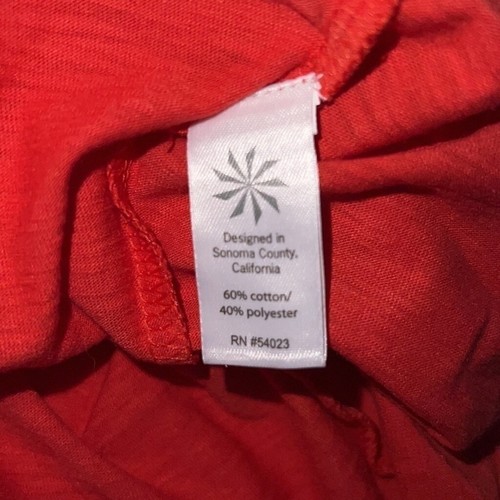 Designed in
Sonoma County,
California
60% cotton/
40% polyester
RN #54023